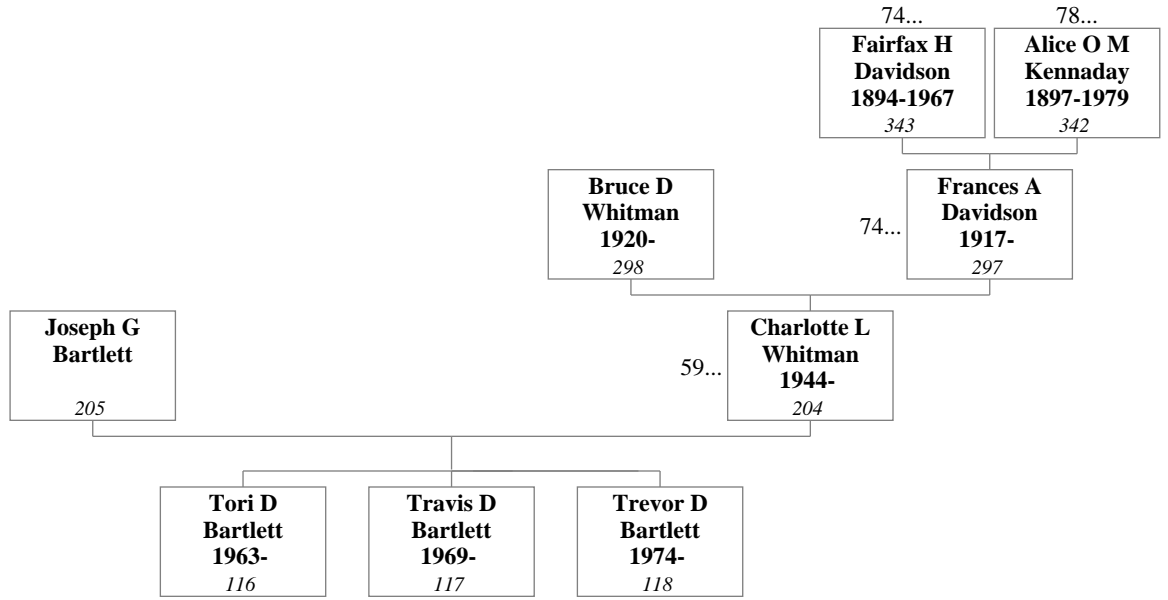 74...
78...
Fairfax H
Davidson
1894-1967
343
Alice O M
Kennaday
1897-1979
342
Bruce D
Whitman
1920-
298
74...
Frances A
Davidson
1917-
297
Joseph G
Bartlett
205
59...
Charlotte L
Whitman
1944-
204
Tori D
Bartlett
1963-
116
Travis D
Bartlett
1969-
117
Trevor D
Bartlett
1974-
118